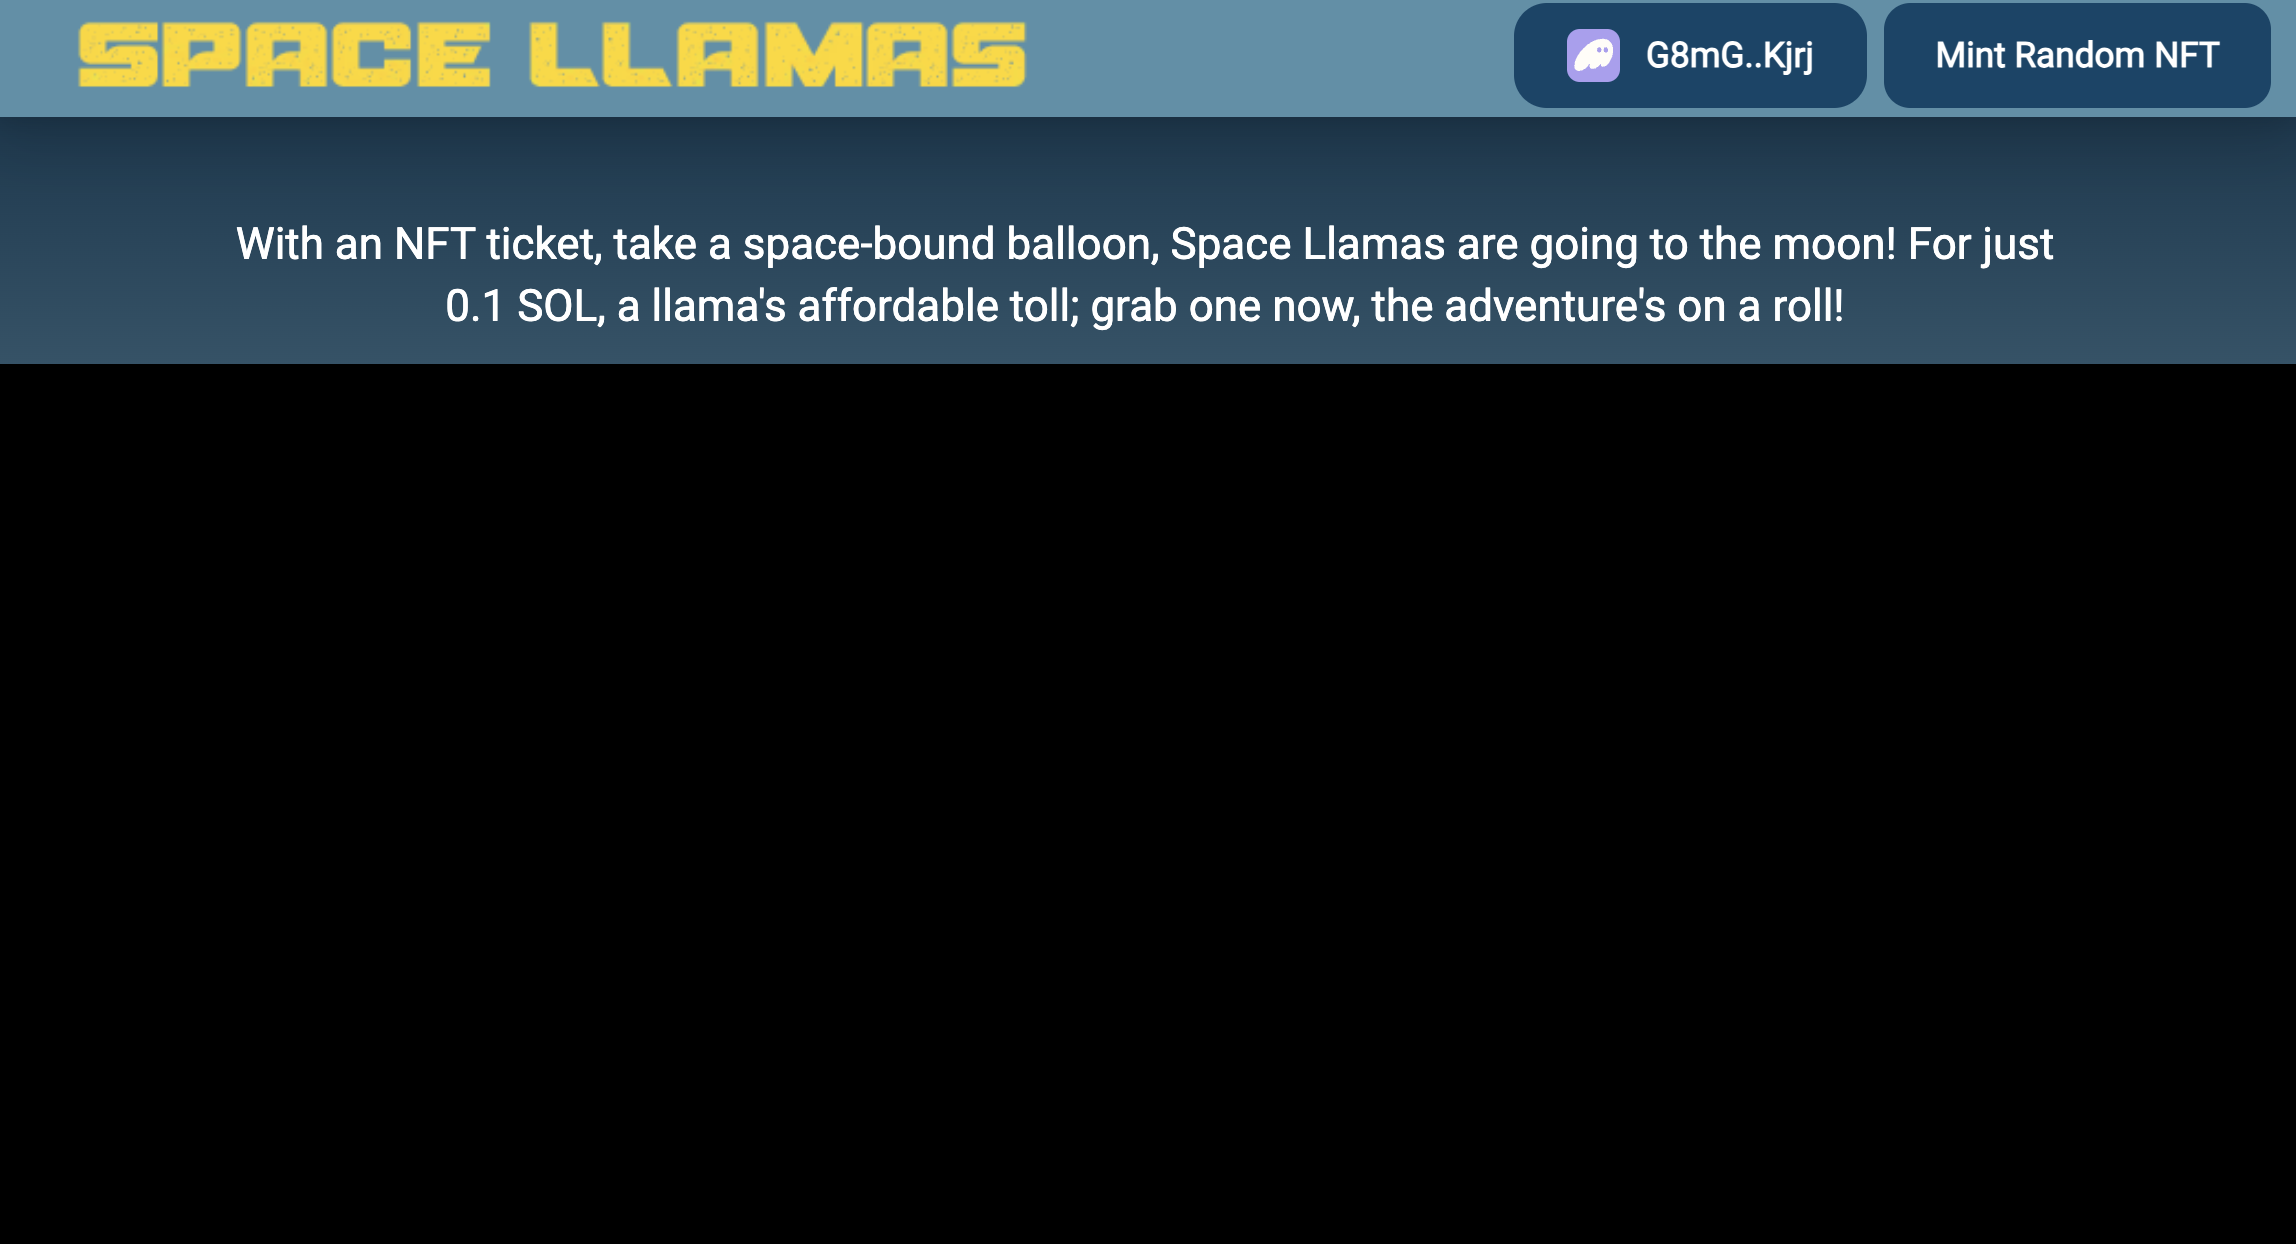 SPACE LLAMAS
G8mG..Kjrj
Mint Random NFT
With an NFT ticket, take a space-bound balloon, Space Llamas are going to the moon! For just
0.1 SOL, a llama's affordable toll; grab one now, the adventure's on a roll!